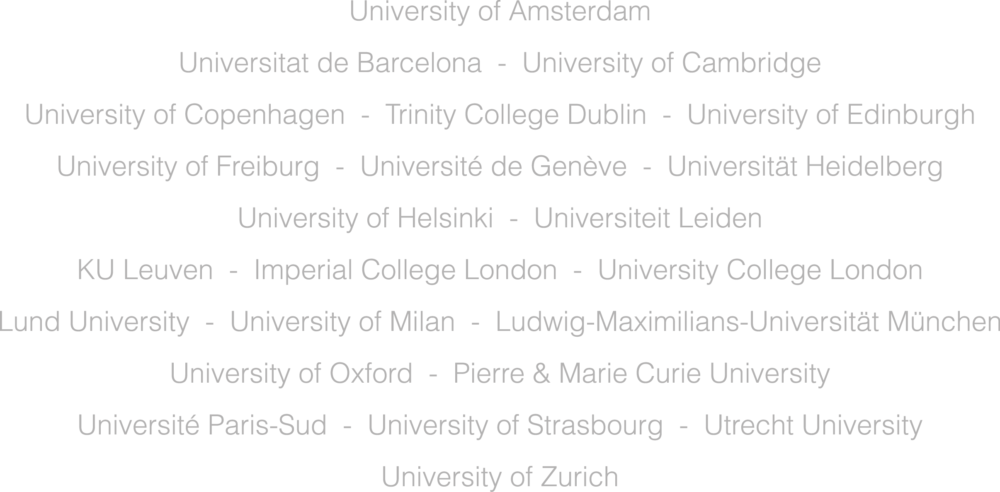 University of Amsterdam
Universitat de Barcelona - University of Cambridge
University of Copenhagen - Trinity College Dublin - University of Edinburgh
University of Freiburg - Université de Genève - Universität Heidelberg
University of Helsinki - Universiteit Leiden
KU Leuven - Imperial College London - University College London
Lund University - University of Milan - Ludwig-Maximilians-Universität München
University of Oxford - Pierre & Marie Curie University
Université Paris-Sud - University of Strasbourg - Utrecht University
University of Zurich